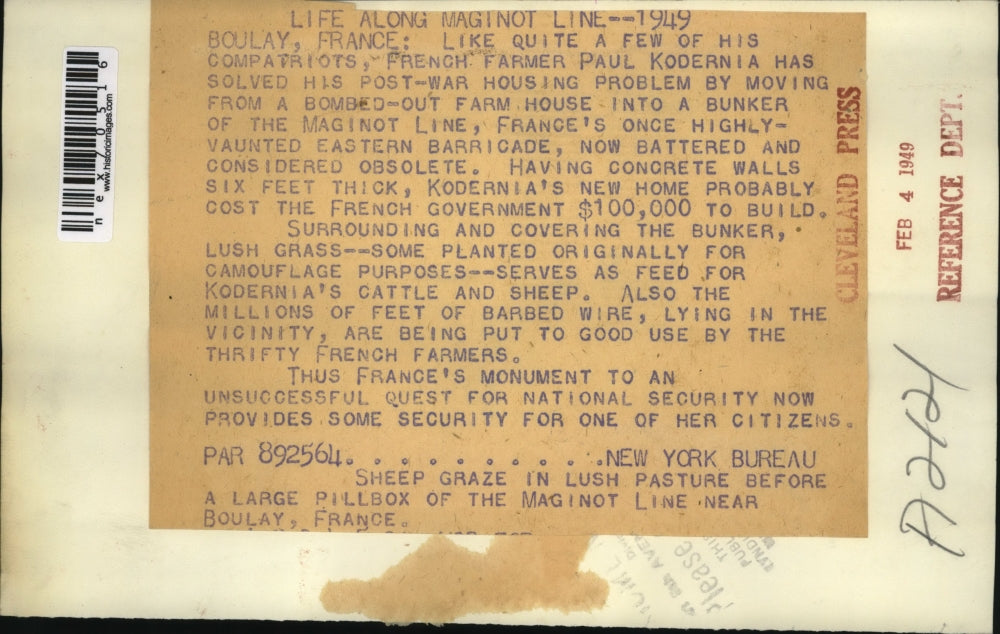 LIFE ALONG MAGINOT LINE--1949
BOULAY, FRANCE: LIKE QUITE A FEW OF HIS
COMPATRIOTS, FRENCH FARMER PAUL KODERNIA HAS
SOLVED HIS POST-WAR HOUSING PROBLEM BY MOVING
FROM A BOMBED-OUT FARM HOUSE INTO A BUNKER
OF THE MAGINOT LINE, FRANCE'S ONCE HIGHLY-
VAUNTED EASTERN BARRICADE, NOW BATTERED AND
CONSIDERED OBSOLETE. HAVING CONCRETE WALLS
SIX FEET THICK, KODERNIA'S NEW HOME PROBABLY
COST THE FRENCH GOVERNMENT $100,000 TO BUILD.
SURROUNDING AND COVERING THE BUNKER,
LUSH GRASS--SOME PLANTED ORIGINALLY FOR
CAMOUFLAGE PURPOSES--SERVES AS FEED FOR
KODERNIA'S CATTLE AND SHEEP. ALSO THE
MILLIONS OF FEET OF BARBED WIRE, LYING IN THE
VICINITY, ARE BEING PUT TO GOOD USE BY THE
THRIFTY FRENCH FARMERS.
THUS FRANCE'S MONUMENT TO AN
UNSUCCESSFUL QUEST FOR NATIONAL SECURITY NOW
PROVIDES SOME SECURITY FOR ONE OF HER CITIZENS.
PAR 892564. . . . . . . . . . .NEW YORK BUREAU
SHEEP GRAZE IN LUSH PASTURE BEFORE
A LARGE PILLBOX OF THE MAGINOT LINE NEAR
BOULAY, FRANCE.
nex/70516
www.historicimages.com
CLEVELAND PRESS
FEB 4 1949
REFERENCE DEPT.
Please